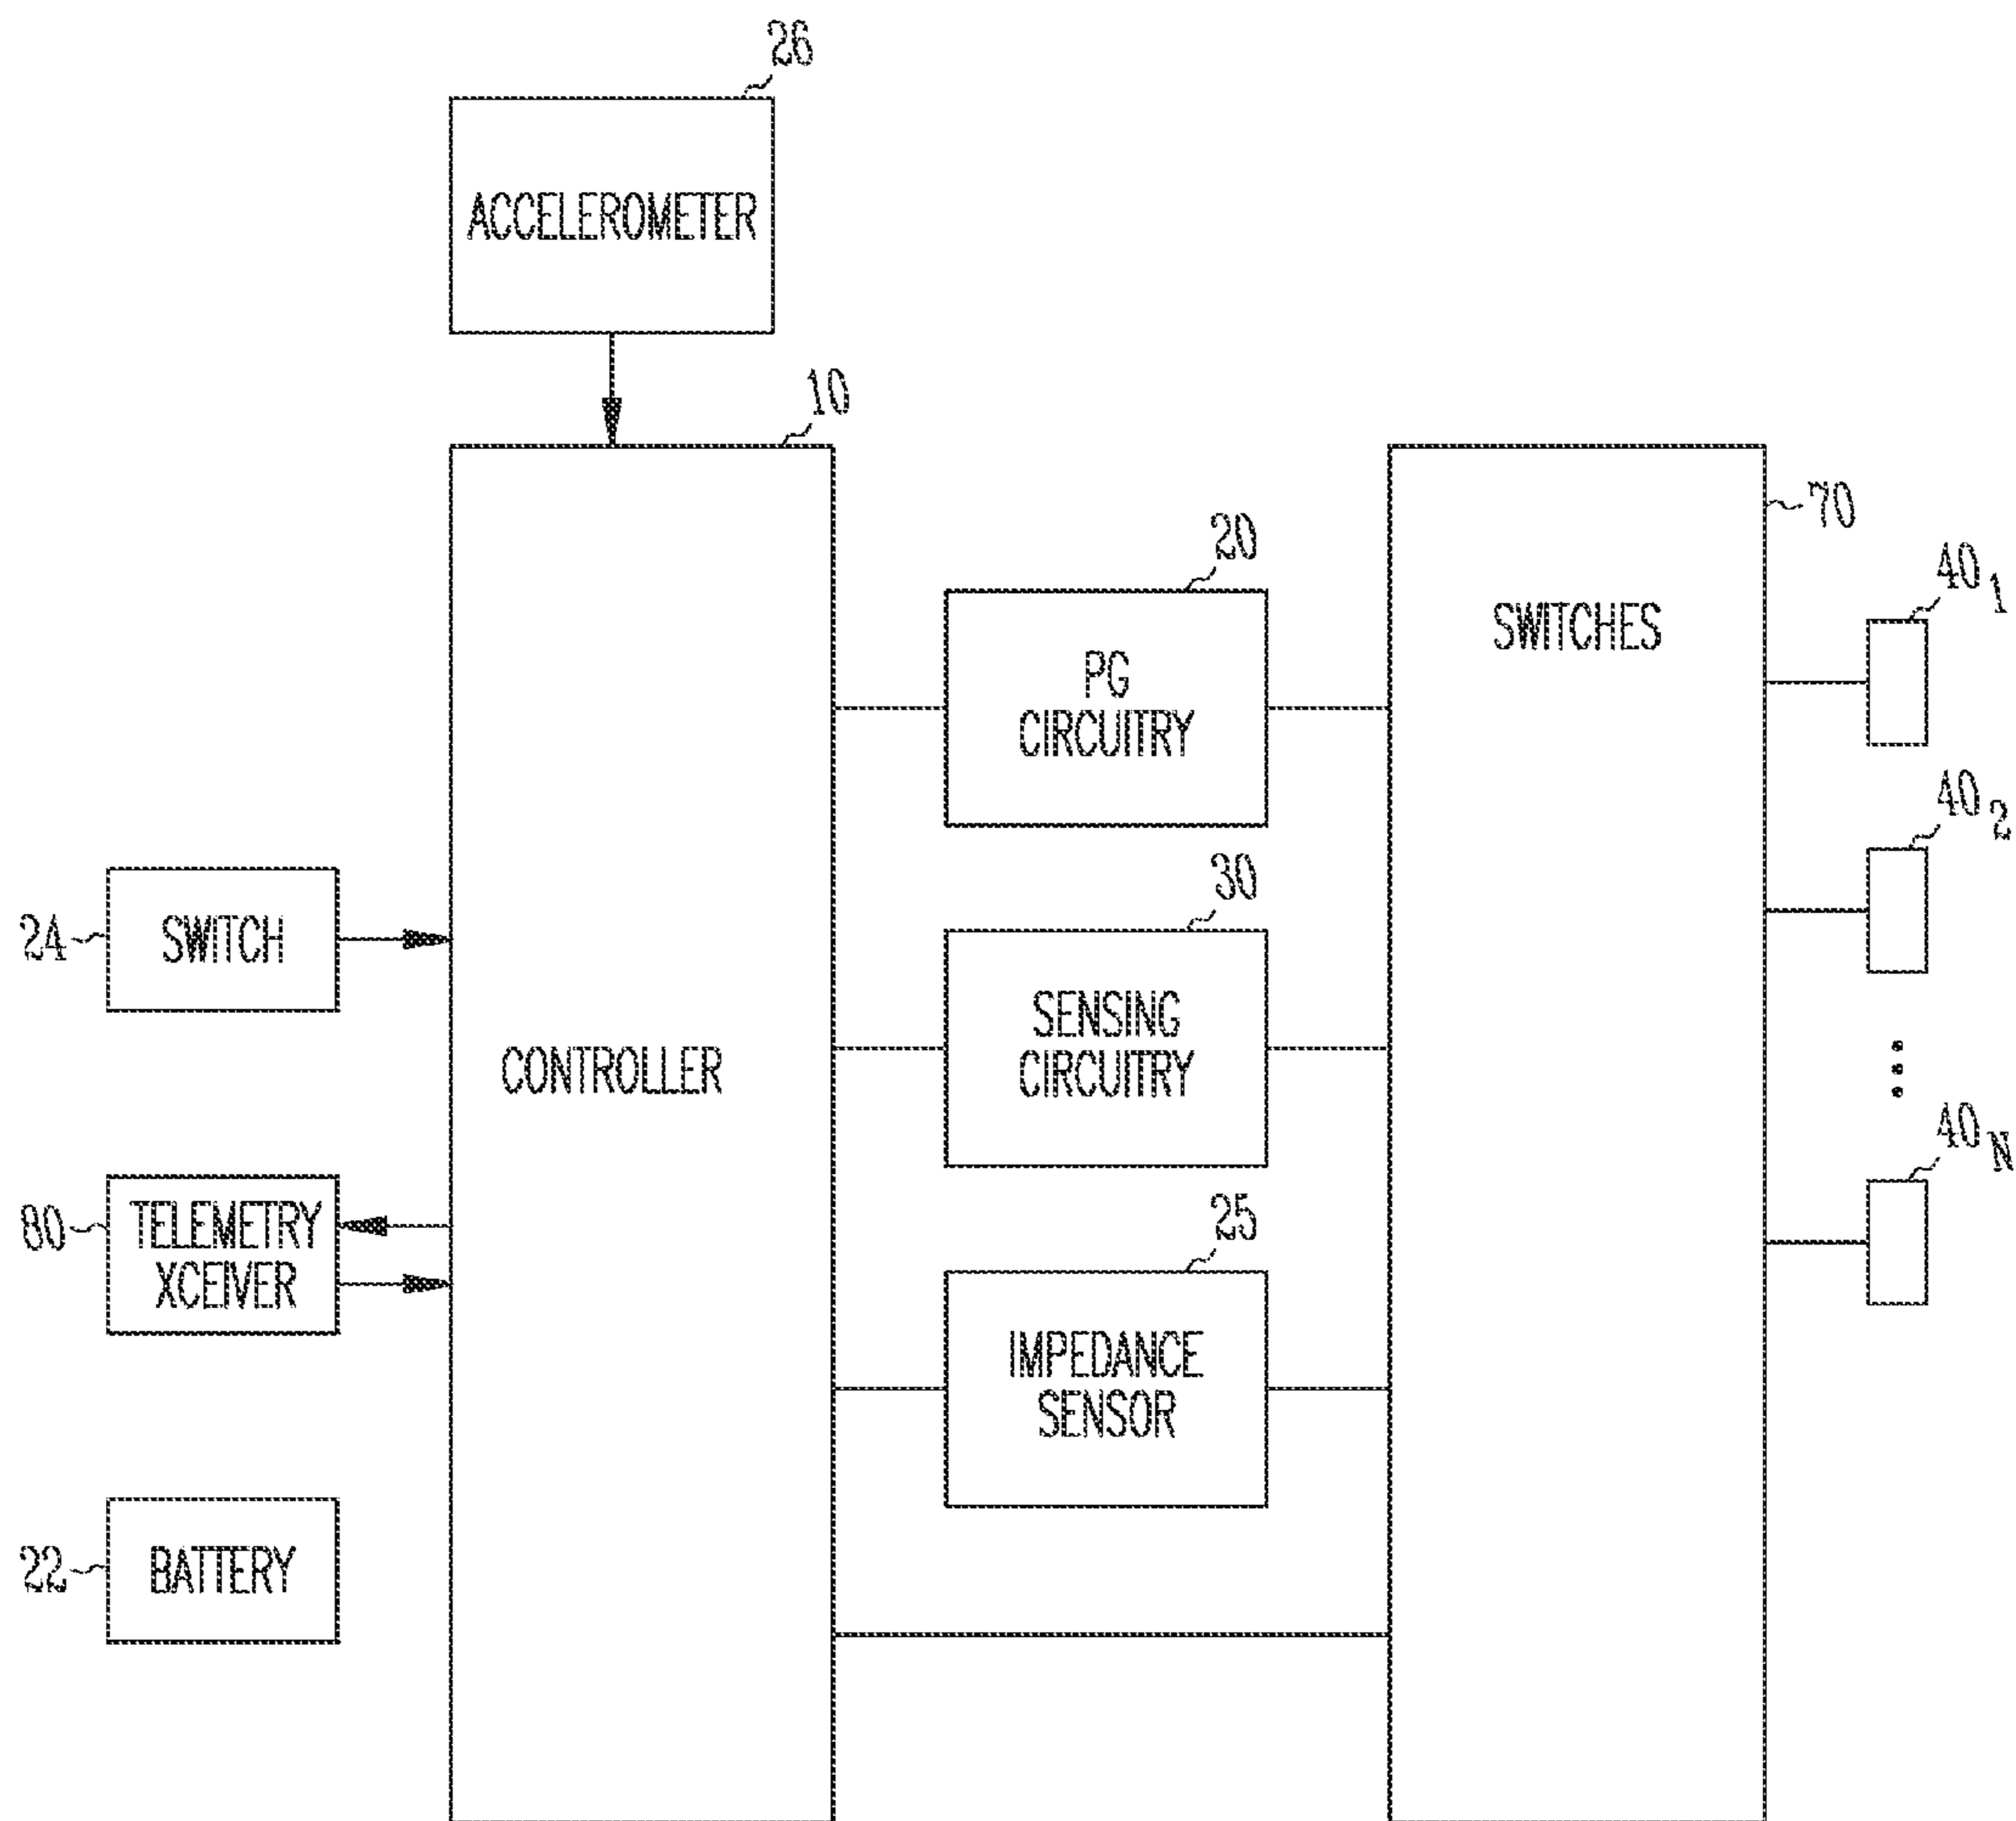 26
ACCELEROMETER
10
CONTROLLER
20
PG
CIRCUITRY
30
SENSING
CIRCUITRY
25
IMPEDANCE
SENSOR
70
SWITCHES
40 1
40 2
40 N
24
SWITCH
80
TELEMETRY
XCEIVER
22
BATTERY